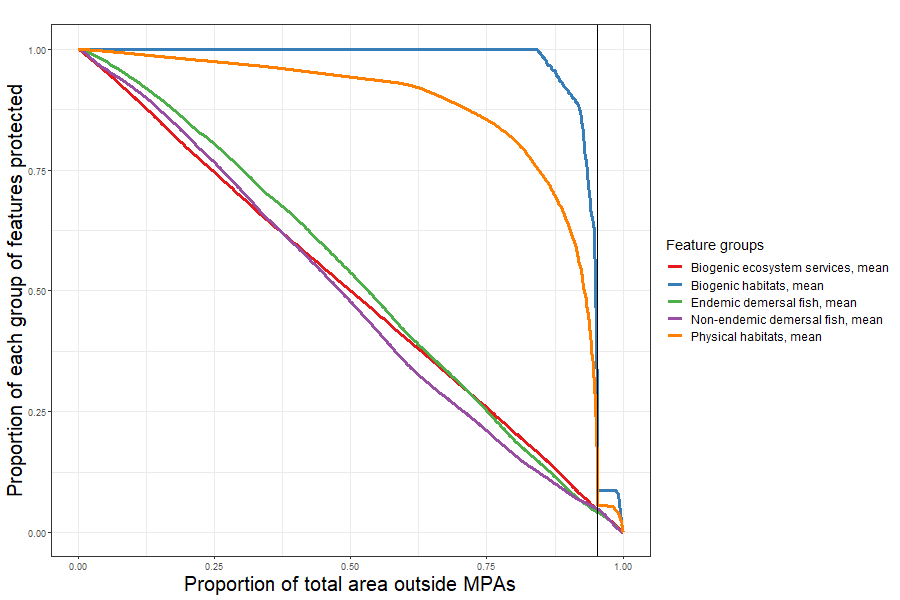 Proportion of each group of features protected
1.00
0.75
0.50
0.25
0.00
0.00
0.25
0.50
0.75
1.00
Proportion of total area outside MPAs
Feature groups
Biogenic ecosystem services, mean
Biogenic habitats, mean
Endemic demersal fish, mean
Non-endemic demersal fish, mean
Physical habitats, mean